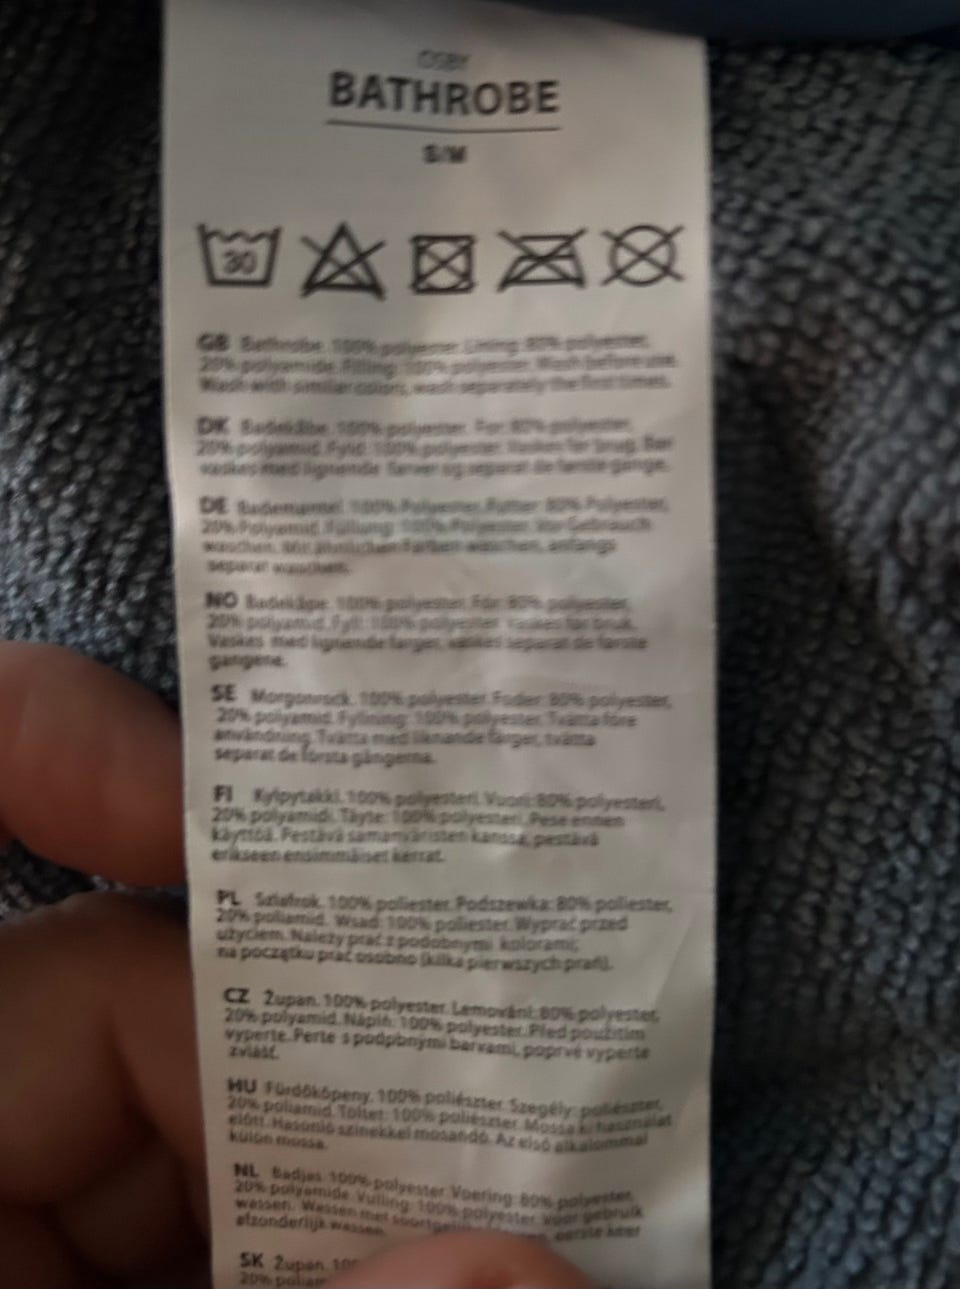 OSBY
BATHROBE
S/M
30
GB Bathrobe. 100% polyester. Lining: 80% polyester,
20% polyamide. Filling: 100% polyester. Wash before use.
Wash with similar colors, wash separately the first times.
DK Badekåbe. 100% polyester. For: 80% polyester,
20% polyamid. Fyld: 100% polyester. Vaskes før brug. Bør
vaskes med lignende farver og separat de første gange.
DE Bademantel. 100% Polyester. Futter: 80% Polyester,
20% Polyamid. Füllung: 100% Polyester. Vor Gebrauch
waschen. Mit ähnlichen Farben waschen, anfangs
separat waschen.
NO Badekåpe. 100% polyester. Fôr: 80% polyester,
20% polyamid. Fyll: 100% polyester. Vaskes før bruk.
Vaskes med lignende farger, vaskes separat de første
gangene.
SE Morgonrock. 100% polyester. Foder: 80% polyester,
20% polyamid. Fyllning: 100% polyester. Tvätta före
användning. Tvätta med liknande färger, tvätta
separat de första gångerna.
FI Kylpytakki. 100% polyesteri. Vuori: 80% polyesteri,
20% polyamidi. Täyte: 100% polyesteri. Pese ennen
käyttöä. Pestävä samanväristen kanssa, pestävä
erikseen ensimmäiset kerrat.
PL Szlafrok. 100% poliester. Podszewka: 80% poliester,
20% poliamid. Wsad: 100% poliester. Wyprać przed
użyciem. Należy prać z podobnymi kolorami;
na początku prać osobno (kilka pierwszych prań).
CZ Župan. 100% polyester. Lemování: 80% polyester,
20% polyamid. Náplň: 100% polyester. Před použitím
vyperte. Perte s podpbnými barvami, poprvé vyperte
zvlášť.
HU Fürdőköpeny. 100% poliészter. Szegély: poliészter,
20% poliamid. Töltet: 100% poliészter. Mossa ki használat
előtt. Hasonló színekkel mosandó. Az első alkalommal
külön mossa.
NL Badjas. 100% polyester. Voering: 80% polyester,
20% polyamide. Vulling: 100% polyester. Voor gebruik
wassen. Wassen met eerste keer
afzonderlijk wassen.
SK Župan. 100
20% poliam